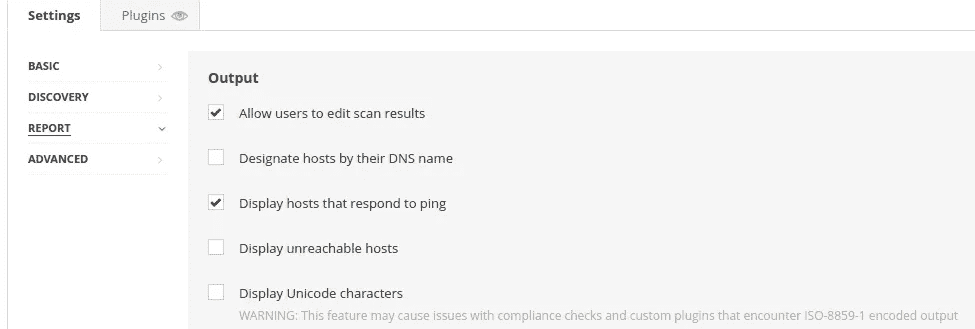 Settings Plugins
BASIC
DISCOVERY
REPORT
ADVANCED
Output
Allow users to edit scan results
Designate hosts by their DNS name
Display hosts that respond to ping
Display unreachable hosts
Display Unicode characters
WARNING: This feature may cause issues with compliance checks and custom plugins that encounter ISO-8859-1 encoded output